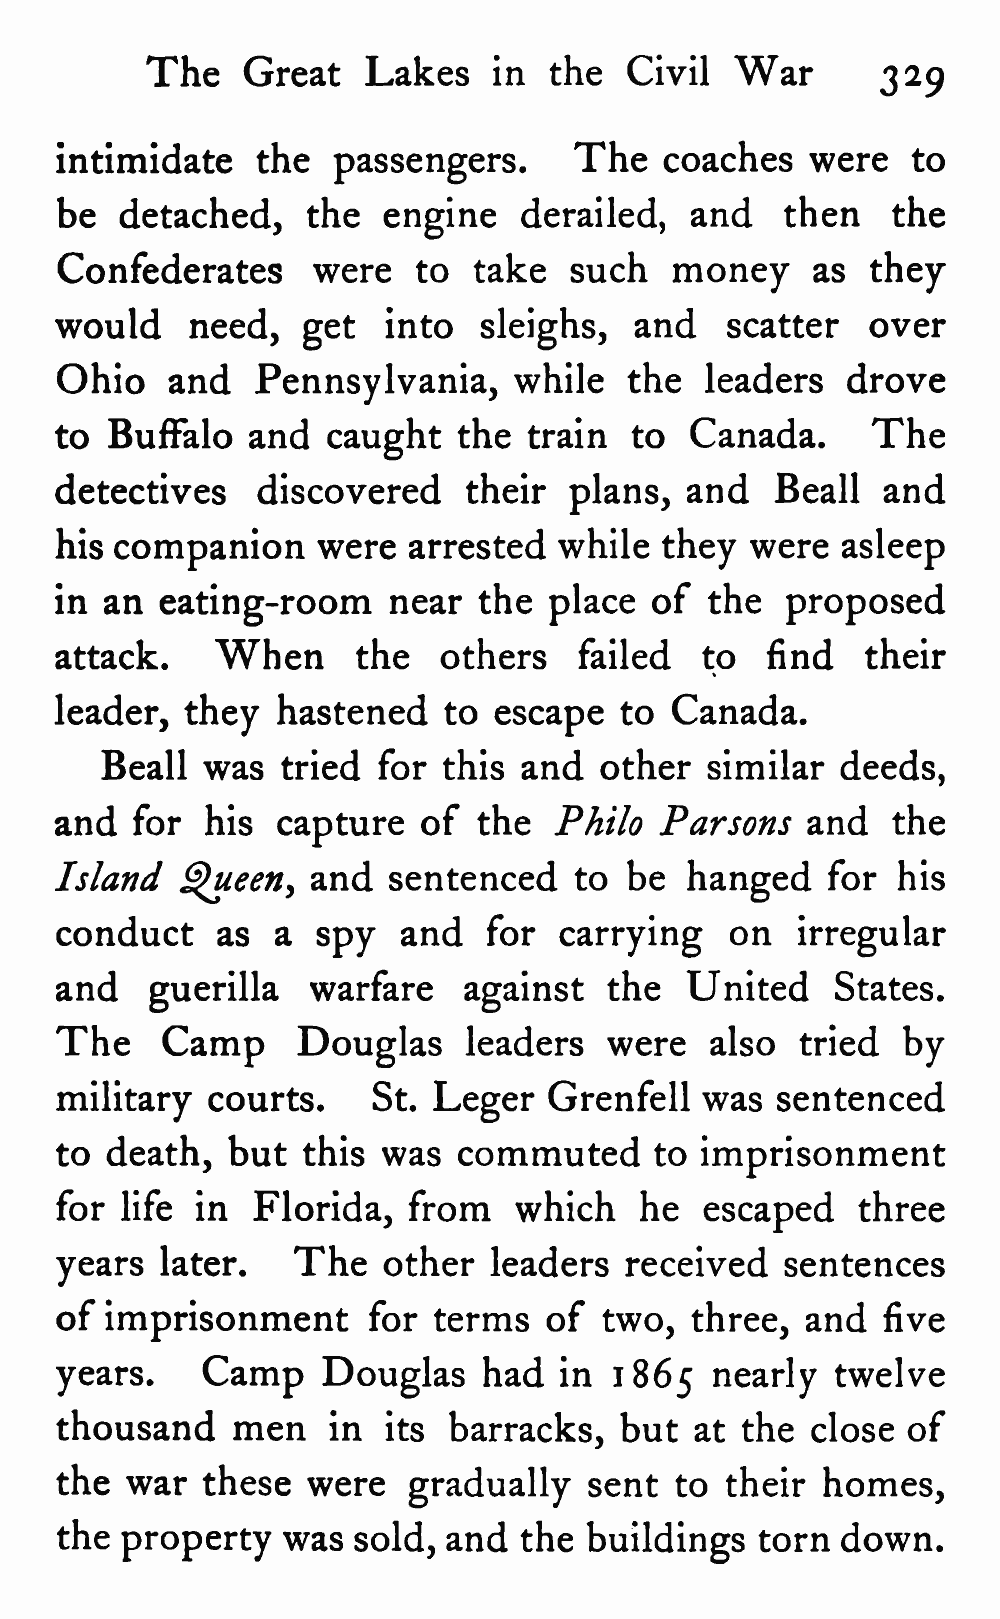 The Great Lakes in the Civil War 329
intimidate the passengers. The coaches were to
be detached, the engine derailed, and then the
Confederates were to take such money as they
would need, get into sleighs, and scatter over
Ohio and Pennsylvania, while the leaders drove
to Buffalo and caught the train to Canada. The
detectives discovered their plans, and Beall and
his companion were arrested while they were asleep
in an eating-room near the place of the proposed
attack. When the others failed to find their
leader, they hastened to escape to Canada.
Beall was tried for this and other similar deeds,
and for his capture of the Philo Parsons and the
Island Queen, and sentenced to be hanged for his
conduct as a spy and for carrying on irregular
and guerilla warfare against the United States.
The Camp Douglas leaders were also tried by
military courts. St. Leger Grenfell was sentenced
to death, but this was commuted to imprisonment
for life in Florida, from which he escaped three
years later. The other leaders received sentences
of imprisonment for terms of two, three, and five
years. Camp Douglas had in 1865 nearly twelve
thousand men in its barracks, but at the close of
the war these were gradually sent to their homes,
the property was sold, and the buildings torn down.